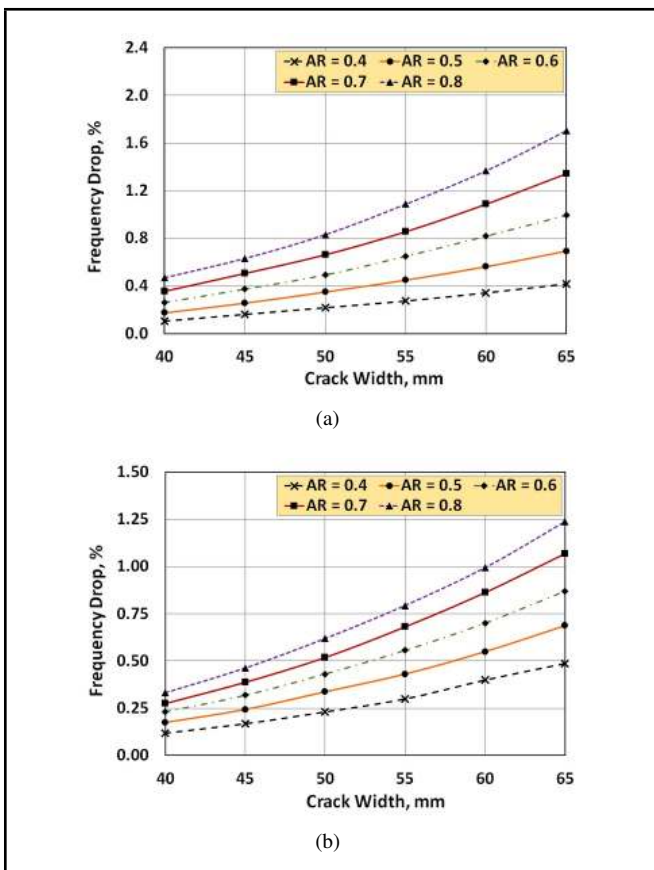 2.4
AR = 0.4 AR = 0.5 AR = 0.6
AR = 0.7 AR = 0.8
2.0
1.6
1.2
0.8
0.4
0.0
Frequency Drop, %
40 45 50 55 60 65
Crack Width, mm
(a)
1.50
AR = 0.4 AR = 0.5 AR = 0.6
AR = 0.7 AR = 0.8
1.25
1.00
0.75
0.50
0.25
0.00
Frequency Drop, %
40 45 50 55 60 65
Crack Width, mm
(b)